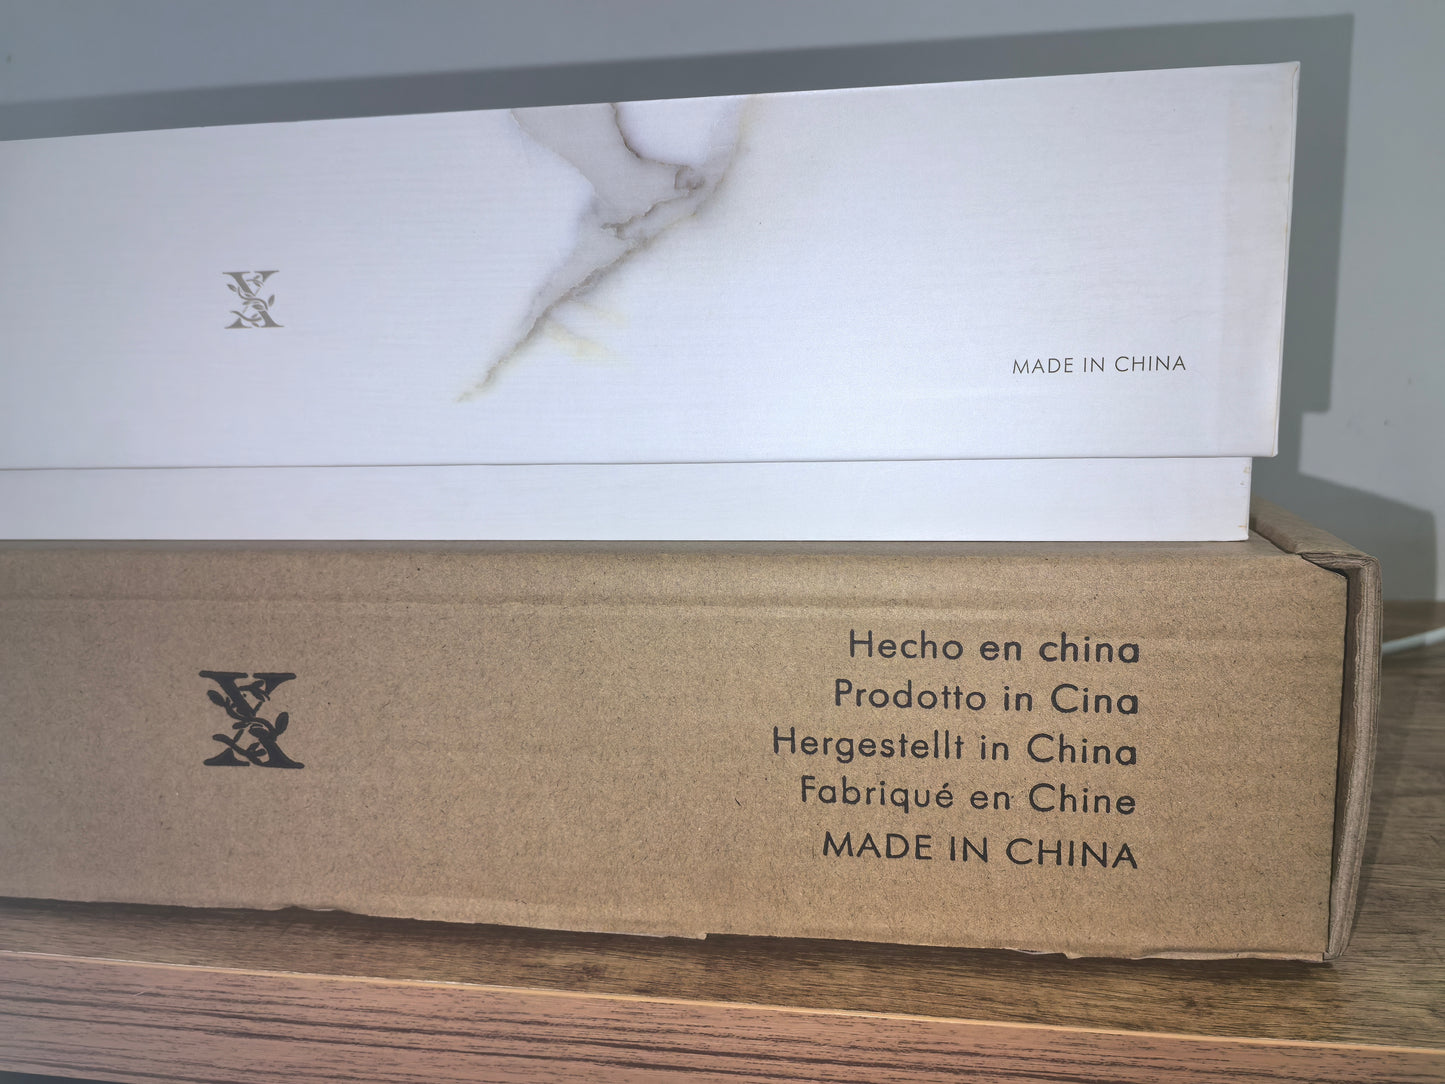 X
MADE IN CHINA
X
Hecho en china
Prodotto in Cina
Hergestellt in China
Fabriqué en Chine
MADE IN CHINA